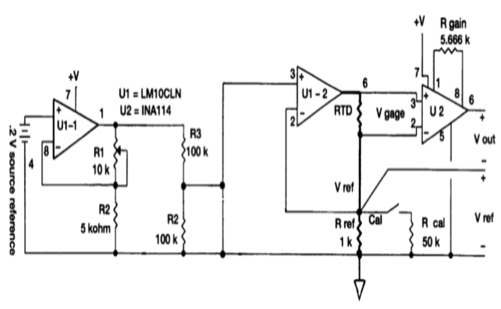 +V
7
U1 = LM10CLN
U2 = INA114
+
U1-1
−
1
8
4
.2 V source reference
R1
10 k
R2
5 kohm
R3
100 k
R2
100 k
3
+
U1 - 2
−
2
6
RTD
V gage
V ref
R ref
1 k
Cal
R cal
50 k
+V
R gain
5.666 k
7
1
8
3
+
U 2
2
−
5
6
+
V out
−
+
V ref
−